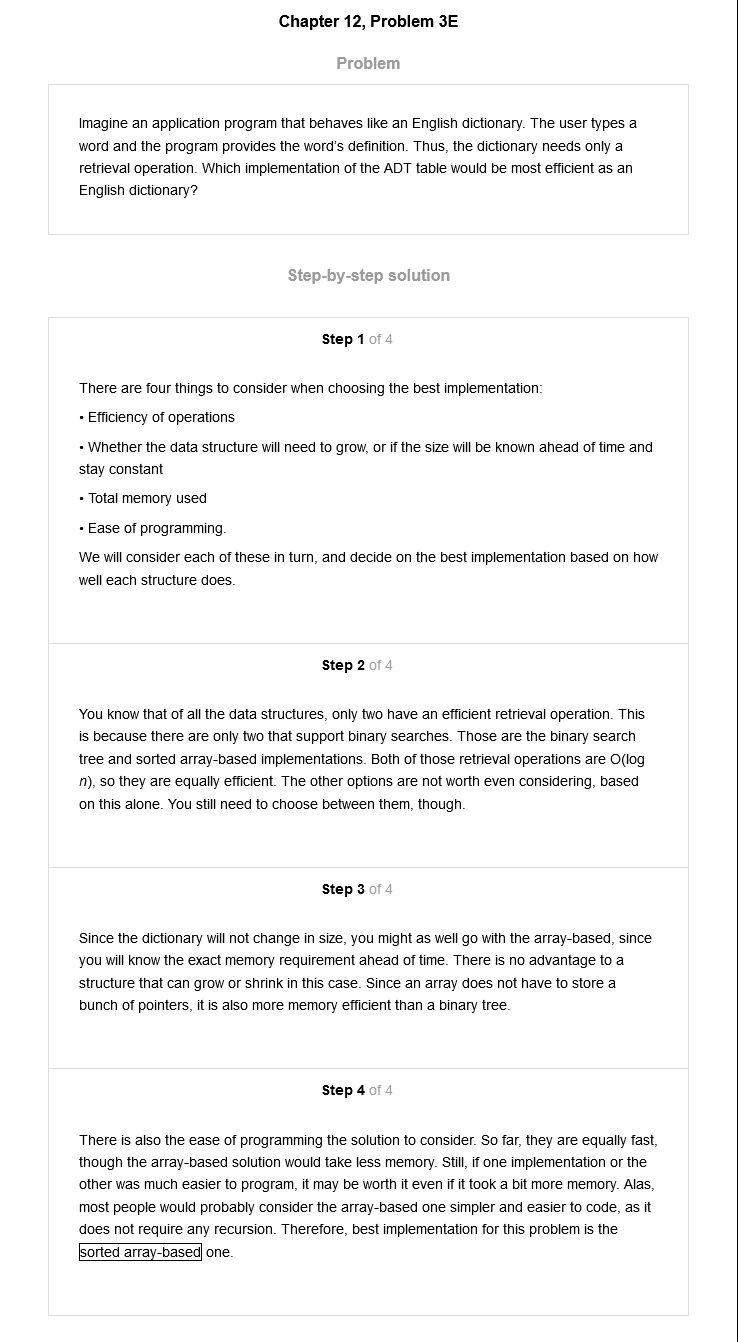 Chapter 12, Problem 3E
Problem
Imagine an application program that behaves like an English dictionary. The user types a
word and the program provides the word's definition. Thus, the dictionary needs only a
retrieval operation. Which implementation of the ADT table would be most efficient as an
English dictionary?
Step-by-step solution
Step 1 of 4
There are four things to consider when choosing the best implementation:
• Efficiency of operations
• Whether the data structure will need to grow, or if the size will be known ahead of time and
stay constant
• Total memory used
• Ease of programming.
We will consider each of these in turn, and decide on the best implementation based on how
well each structure does.
Step 2 of 4
You know that of all the data structures, only two have an efficient retrieval operation. This
is because there are only two that support binary searches. Those are the binary search
tree and sorted array-based implementations. Both of those retrieval operations are O(log
n), so they are equally efficient. The other options are not worth even considering, based
on this alone. You still need to choose between them, though.
Step 3 of 4
Since the dictionary will not change in size, you might as well go with the array-based, since
you will know the exact memory requirement ahead of time. There is no advantage to a
structure that can grow or shrink in this case. Since an array does not have to store a
bunch of pointers, it is also more memory efficient than a binary tree.
Step 4 of 4
There is also the ease of programming the solution to consider. So far, they are equally fast,
though the array-based solution would take less memory. Still, if one implementation or the
other was much easier to program, it may be worth it even if it took a bit more memory. Alas,
most people would probably consider the array-based one simpler and easier to code, as it
does not require any recursion. Therefore, best implementation for this problem is the
sorted array-based one.